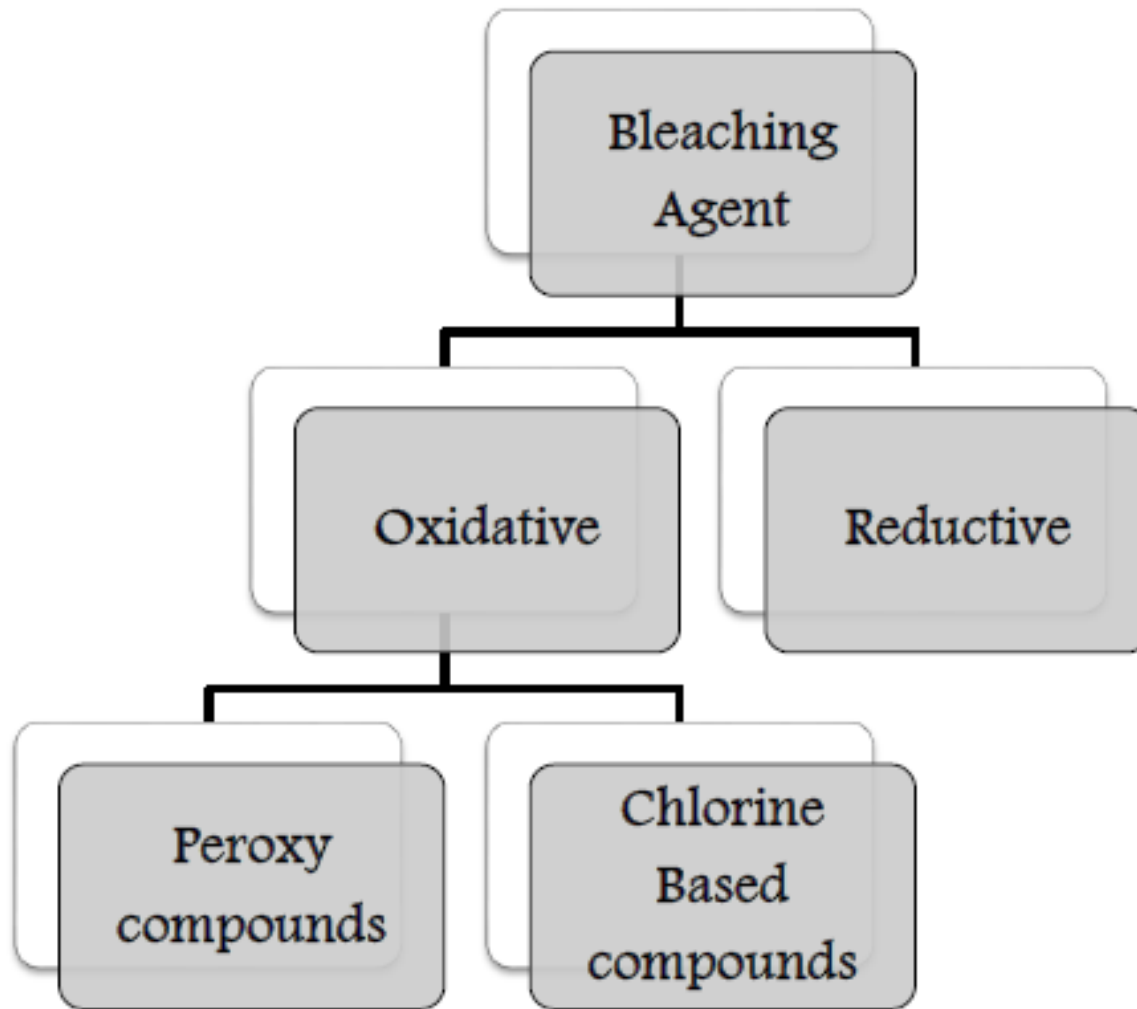 Bleaching
Agent
Oxidative
Reductive
Peroxy
compounds
Chlorine
Based
compounds